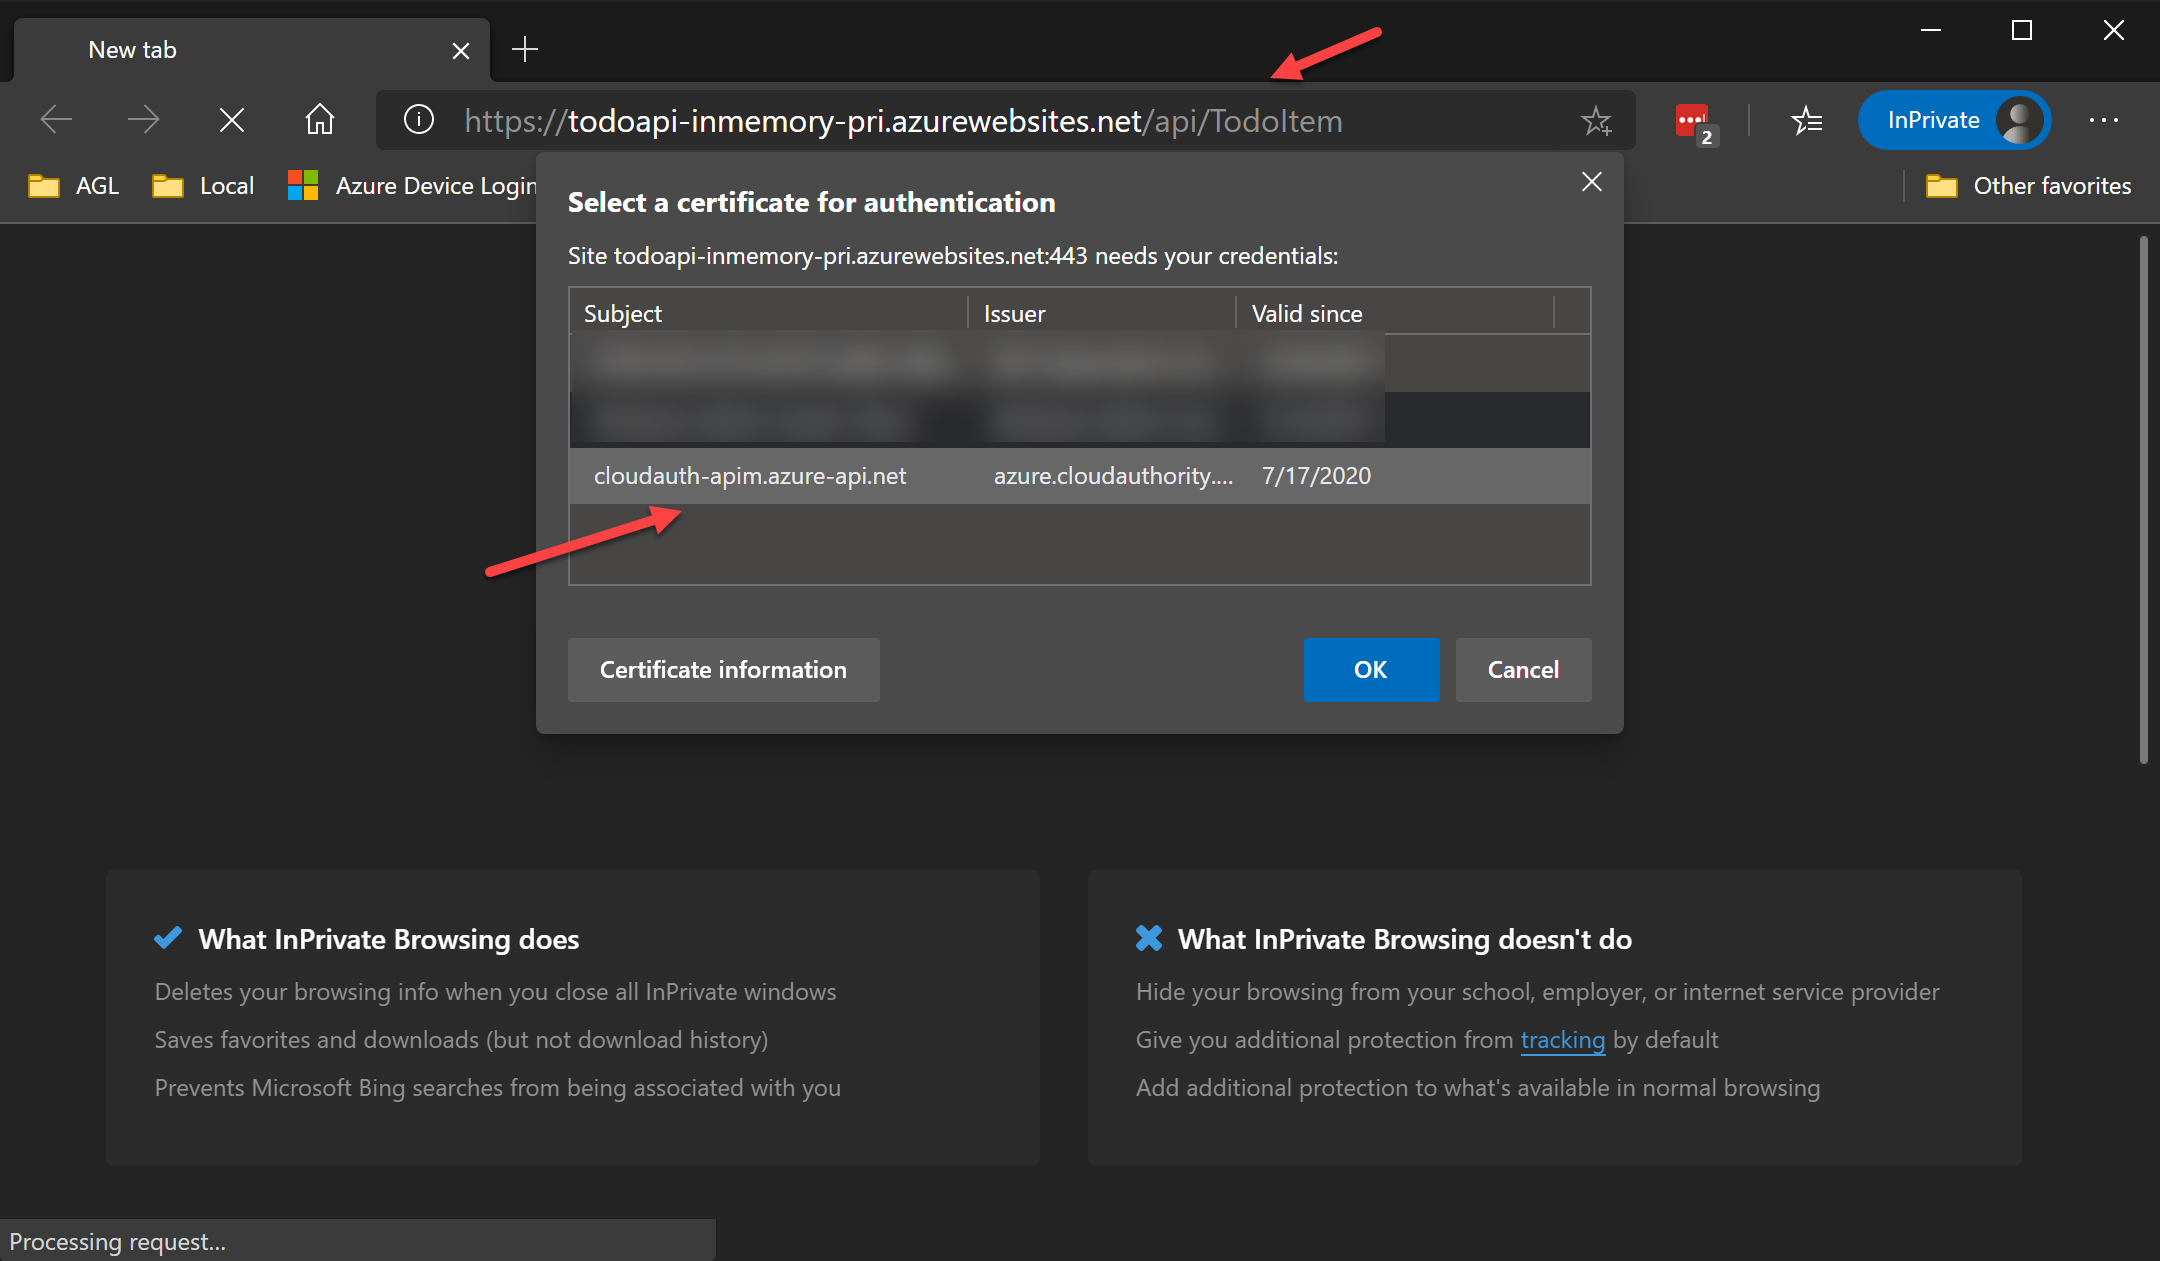 New tab
https://todoapi-inmemory-pri.azurewebsites.net/api/TodoItem
2
InPrivate
AGL
Local
Azure Device Login
Other favorites
Select a certificate for authentication
Site todoapi-inmemory-pri.azurewebsites.net:443 needs your credentials:
Subject Issuer Valid since
cloudauth-apim.azure-api.net azure.cloudauthority.... 7/17/2020
Certificate information
OK
Cancel
What InPrivate Browsing does
Deletes your browsing info when you close all InPrivate windows
Saves favorites and downloads (but not download history)
Prevents Microsoft Bing searches from being associated with you
What InPrivate Browsing doesn't do
Hide your browsing from your school, employer, or internet service provider
Give you additional protection from tracking by default
Add additional protection to what's available in normal browsing
Processing request...